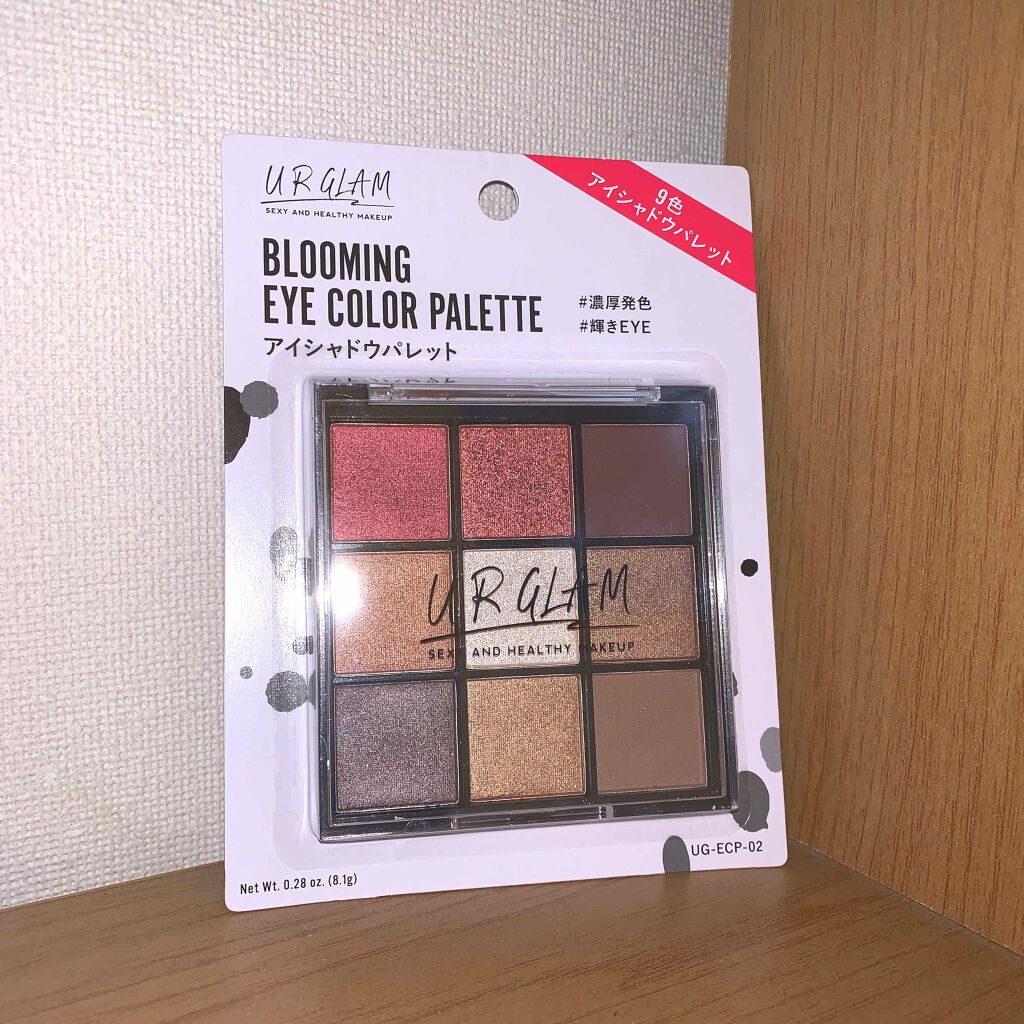 UR GLAM
SEXY AND HEALTHY MAKEUP
9色
アイシャドウパレット
BLOOMING
EYE COLOR PALETTE
アイシャドウパレット
#濃厚発色
#輝きEYE
UR GLAM
SEXY AND HEALTHY MAKEUP
UG-ECP-02
Net Wt. 0.28 oz. (8.1g)